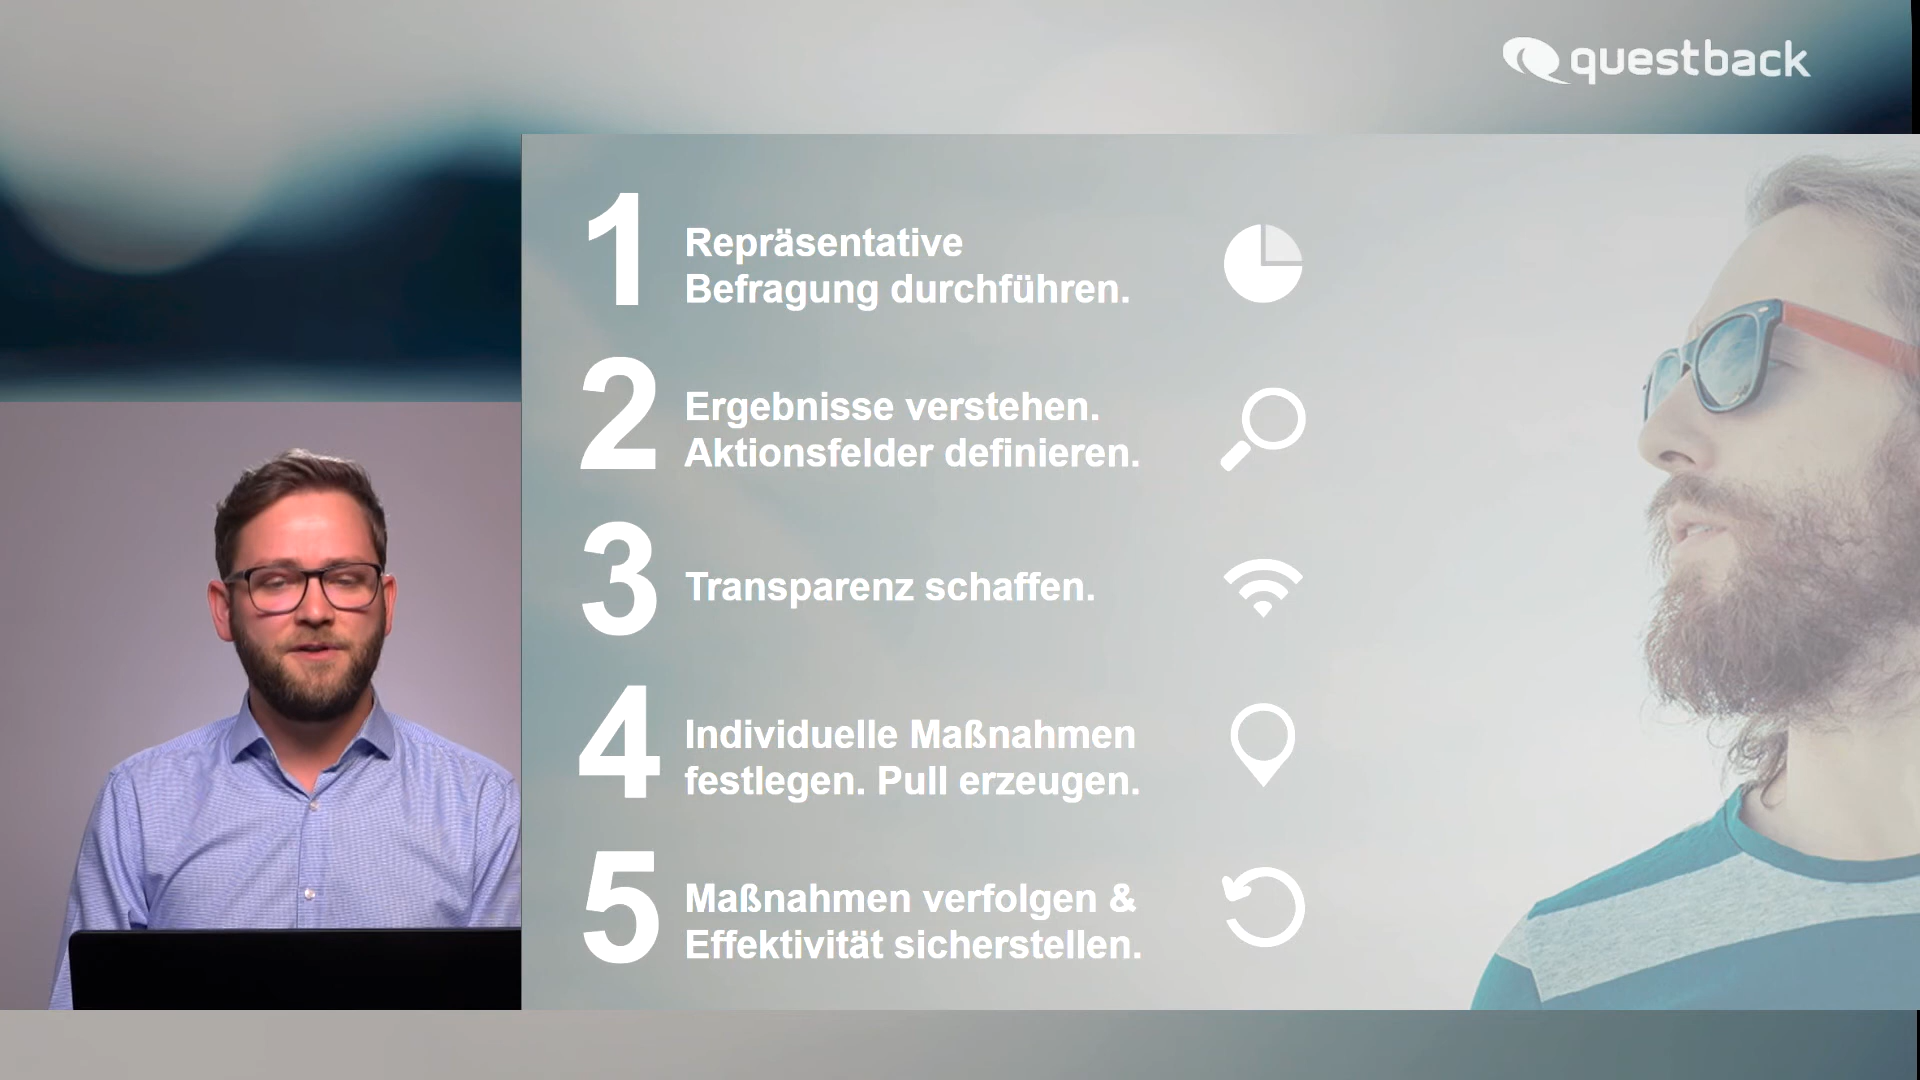 questback
1
Repräsentative
Befragung durchführen.
2
Ergebnisse verstehen.
Aktionsfelder definieren.
3
Transparenz schaffen.
4
Individuelle Maßnahmen
festlegen. Pull erzeugen.
5
Maßnahmen verfolgen &
Effektivität sicherstellen.